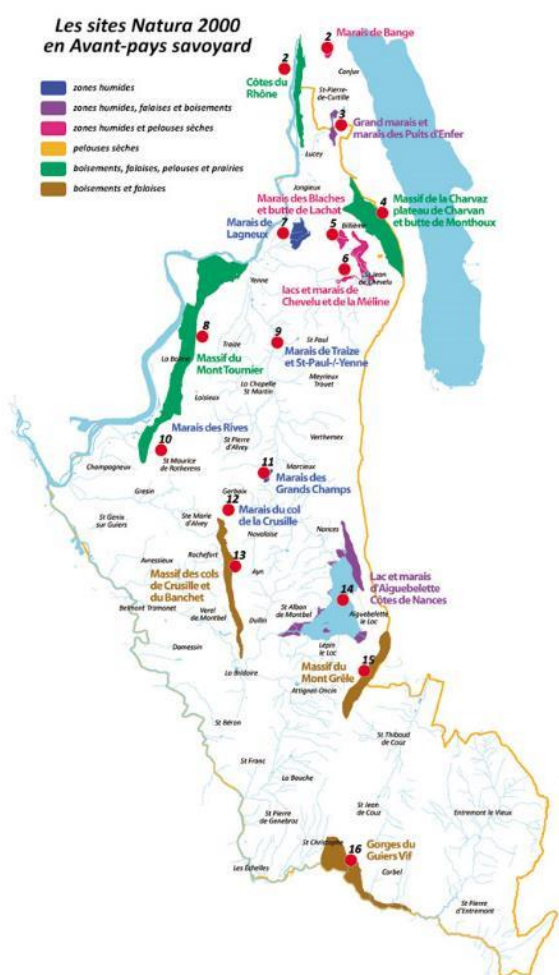 Les sites Natura 2000
en Avant-pays savoyard
zones humides
zones humides, falaises et boisements
zones humides et pelouses sèches
pelouses sèches
boisements, falaises, pelouses et prairies
boisements et falaises
2
Marais de Bange
2
Côtes du
Rhône
Conjux
St-Pierre-
de-Curtille
3
Grand marais et
marais des Puits d'Enfer
Lucey
Jongieux
Marais des Blaches
et butte de Lachat
Massif de la Charvaz
plateau de Charvan
et butte de Monthoux
4
Marais de
Lagneux
7
5
Billième
6
St Jean
de Chevelu
lacs et marais de
Chevelu et de la Méline
Yenne
8
9
Traize
St Paul
La Balme
Massif du
Mont Tournier
Marais de Traize
et St-Paul-/-Yenne
Meyrieux
Trouet
La Chapelle
St Martin
Loisieux
Marais des Rives
10
St Pierre
d'Alvey
Verthemex
Champagneux
St Maurice
de Rotherens
11
Marcieux
Marais des
Grands Champs
Gresin
Gerbaix
12
Marais du col
de la Crusille
St Genix
sur Guiers
Ste Marie
d'Alvey
Novalaise
Nances
Rochefort
13
Avressieux
Ayn
Massif des cols
de Crusille et
du Banchet
Lac et marais
d'Aiguebelette
Côtes de Nances
14
Belmont Tramonet
Verel
de Montbel
Dullin
St Alban
de Montbel
Aiguebelette
le Lac
Domessin
Lépin
le Lac
15
Massif du
Mont Grêle
La Bridoire
Attignat-Oncin
St Béron
St Thibaud
de Couz
St Franc
La Bauche
St Pierre
de Genebroz
St Jean
de Couz
Entremont le Vieux
St Christophe
16
Gorges du
Guiers Vif
Les Echelles
Corbel
St Pierre
d'Entremont